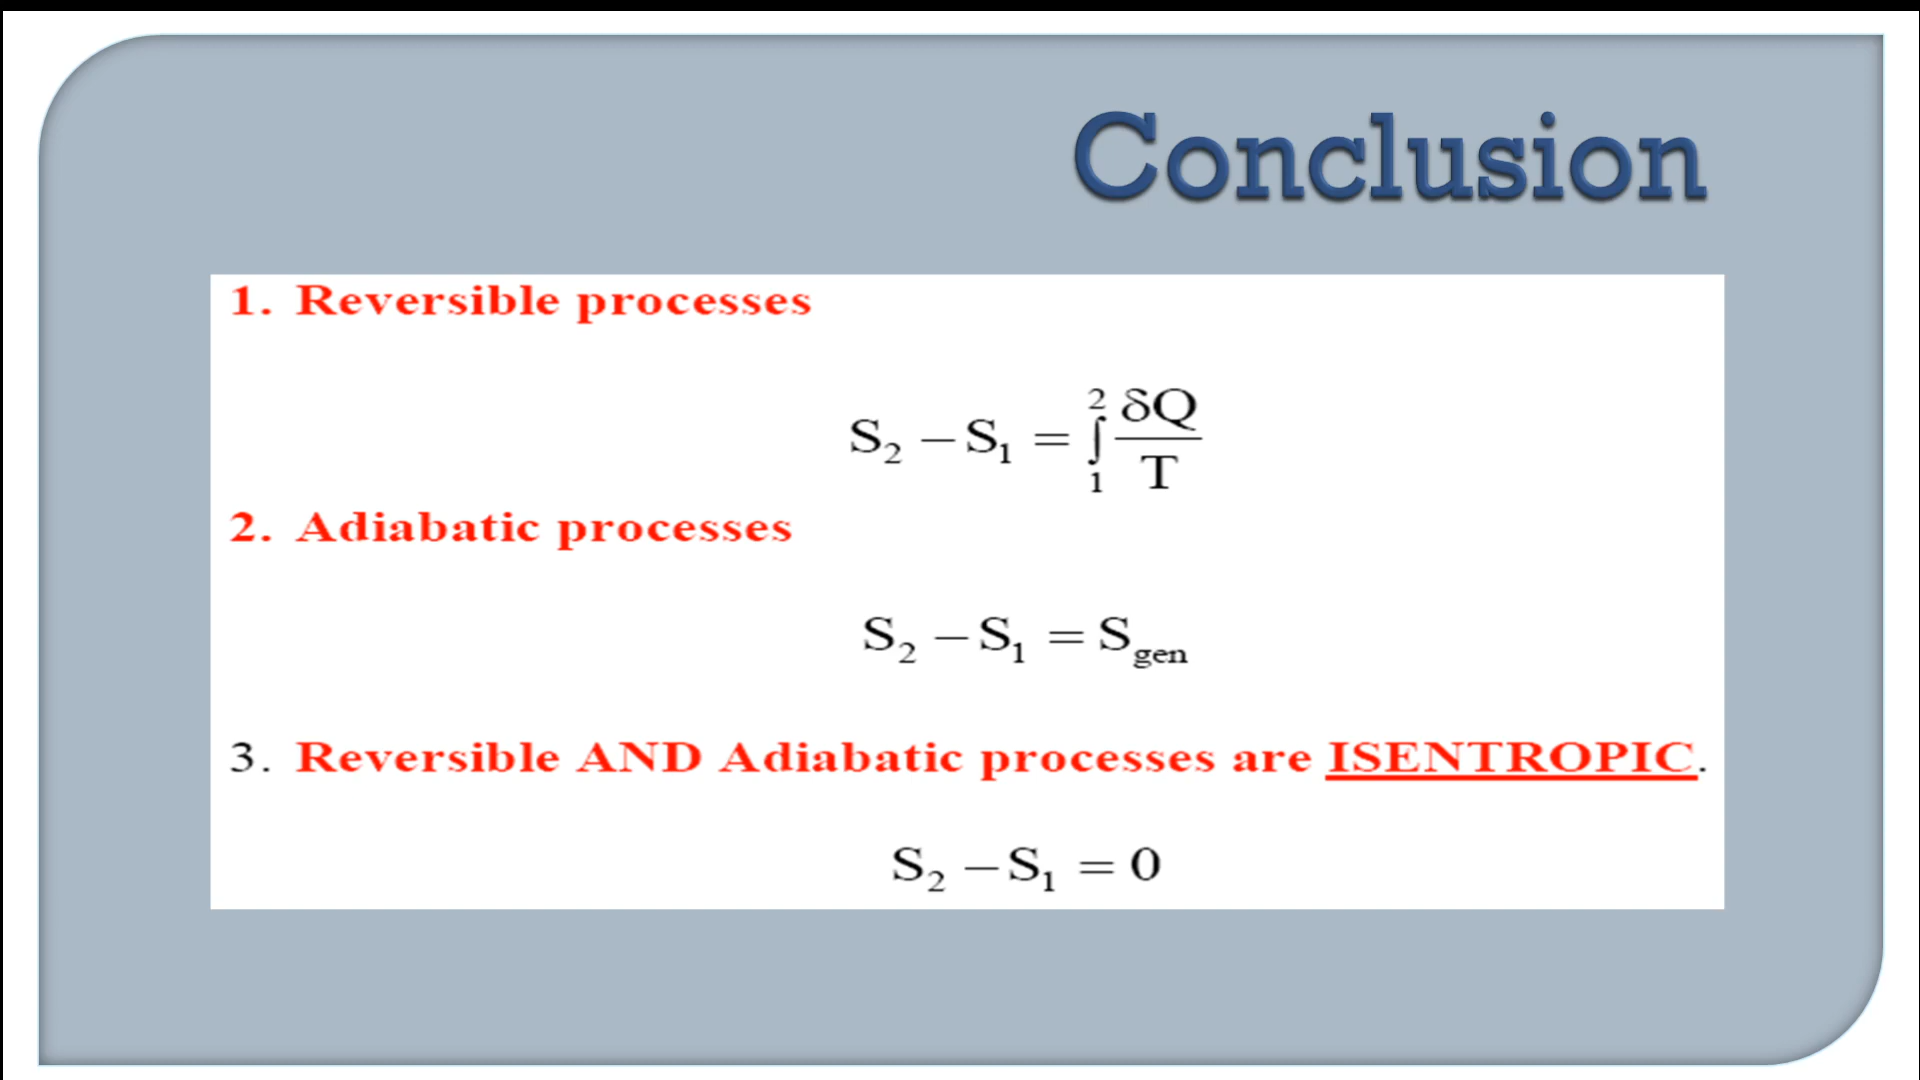 Conclusion
1. Reversible processes
S₂ − S₁ = ∫₁² δQ/T
2. Adiabatic processes
S₂ − S₁ = S_gen
3. Reversible AND Adiabatic processes are ISENTROPIC.
S₂ − S₁ = 0